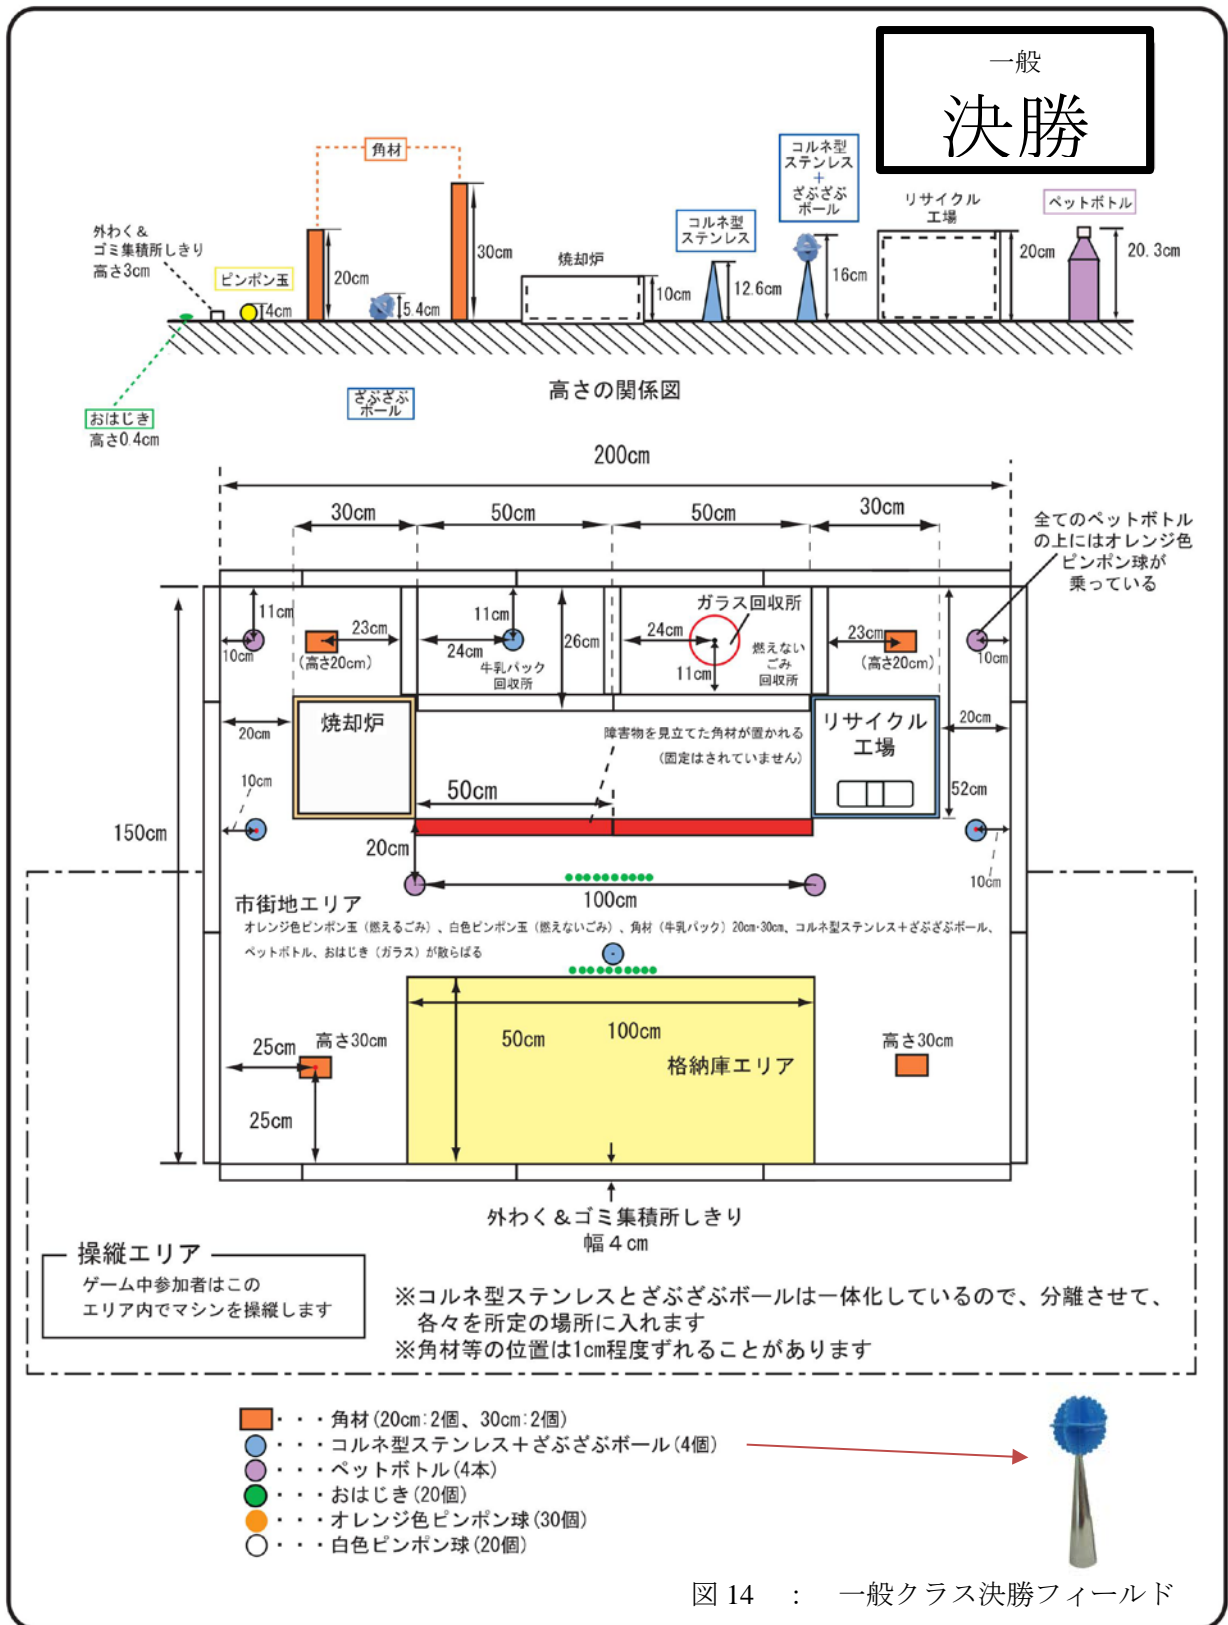 一般
決勝
角材
コルネ型
ステンレス
+
ざぶざぶ
ボール
リサイクル
工場
ペットボトル
外わく＆
ゴミ集積所しきり
高さ3cm
ピンポン玉
コルネ型
ステンレス
焼却炉
4cm
20cm
5.4cm
30cm
10cm
12.6cm
16cm
20cm
20.3cm
おはじき
高さ0.4cm
ざぶざぶ
ボール
高さの関係図
200cm
30cm
50cm
50cm
30cm
全てのペットボトル
の上にはオレンジ色
ピンポン球が
乗っている
11cm
10cm
23cm
(高さ20cm)
11cm
24cm
牛乳パック
回収所
26cm
ガラス回収所
24cm
11cm
燃えない
ごみ
回収所
23cm
(高さ20cm)
10cm
焼却炉
20cm
障害物を見立てた角材が置かれる
(固定はされていません)
リサイクル
工場
20cm
52cm
10cm
50cm
150cm
20cm
10cm
100cm
市街地エリア
オレンジ色ピンポン玉（燃えるごみ）、白色ピンポン玉（燃えないごみ）、角材（牛乳パック）20cm・30cm、コルネ型ステンレス＋ざぶざぶボール、
ペットボトル、おはじき（ガラス）が散らばる
25cm
高さ30cm
25cm
50cm
100cm
格納庫エリア
高さ30cm
外わく＆ゴミ集積所しきり
幅４cm
操縦エリア
ゲーム中参加者はこの
エリア内でマシンを操縦します
※コルネ型ステンレスとざぶざぶボールは一体化しているので、分離させて、
各々を所定の場所に入れます
※角材等の位置は1cm程度ずれることがあります
・・・角材(20cm:2個、30cm:2個)
・・・コルネ型ステンレス＋ざぶざぶボール(4個)
・・・ペットボトル(4本)
・・・おはじき(20個)
・・・オレンジ色ピンポン球(30個)
・・・白色ピンポン球(20個)
図 14 ： 一般クラス決勝フィールド